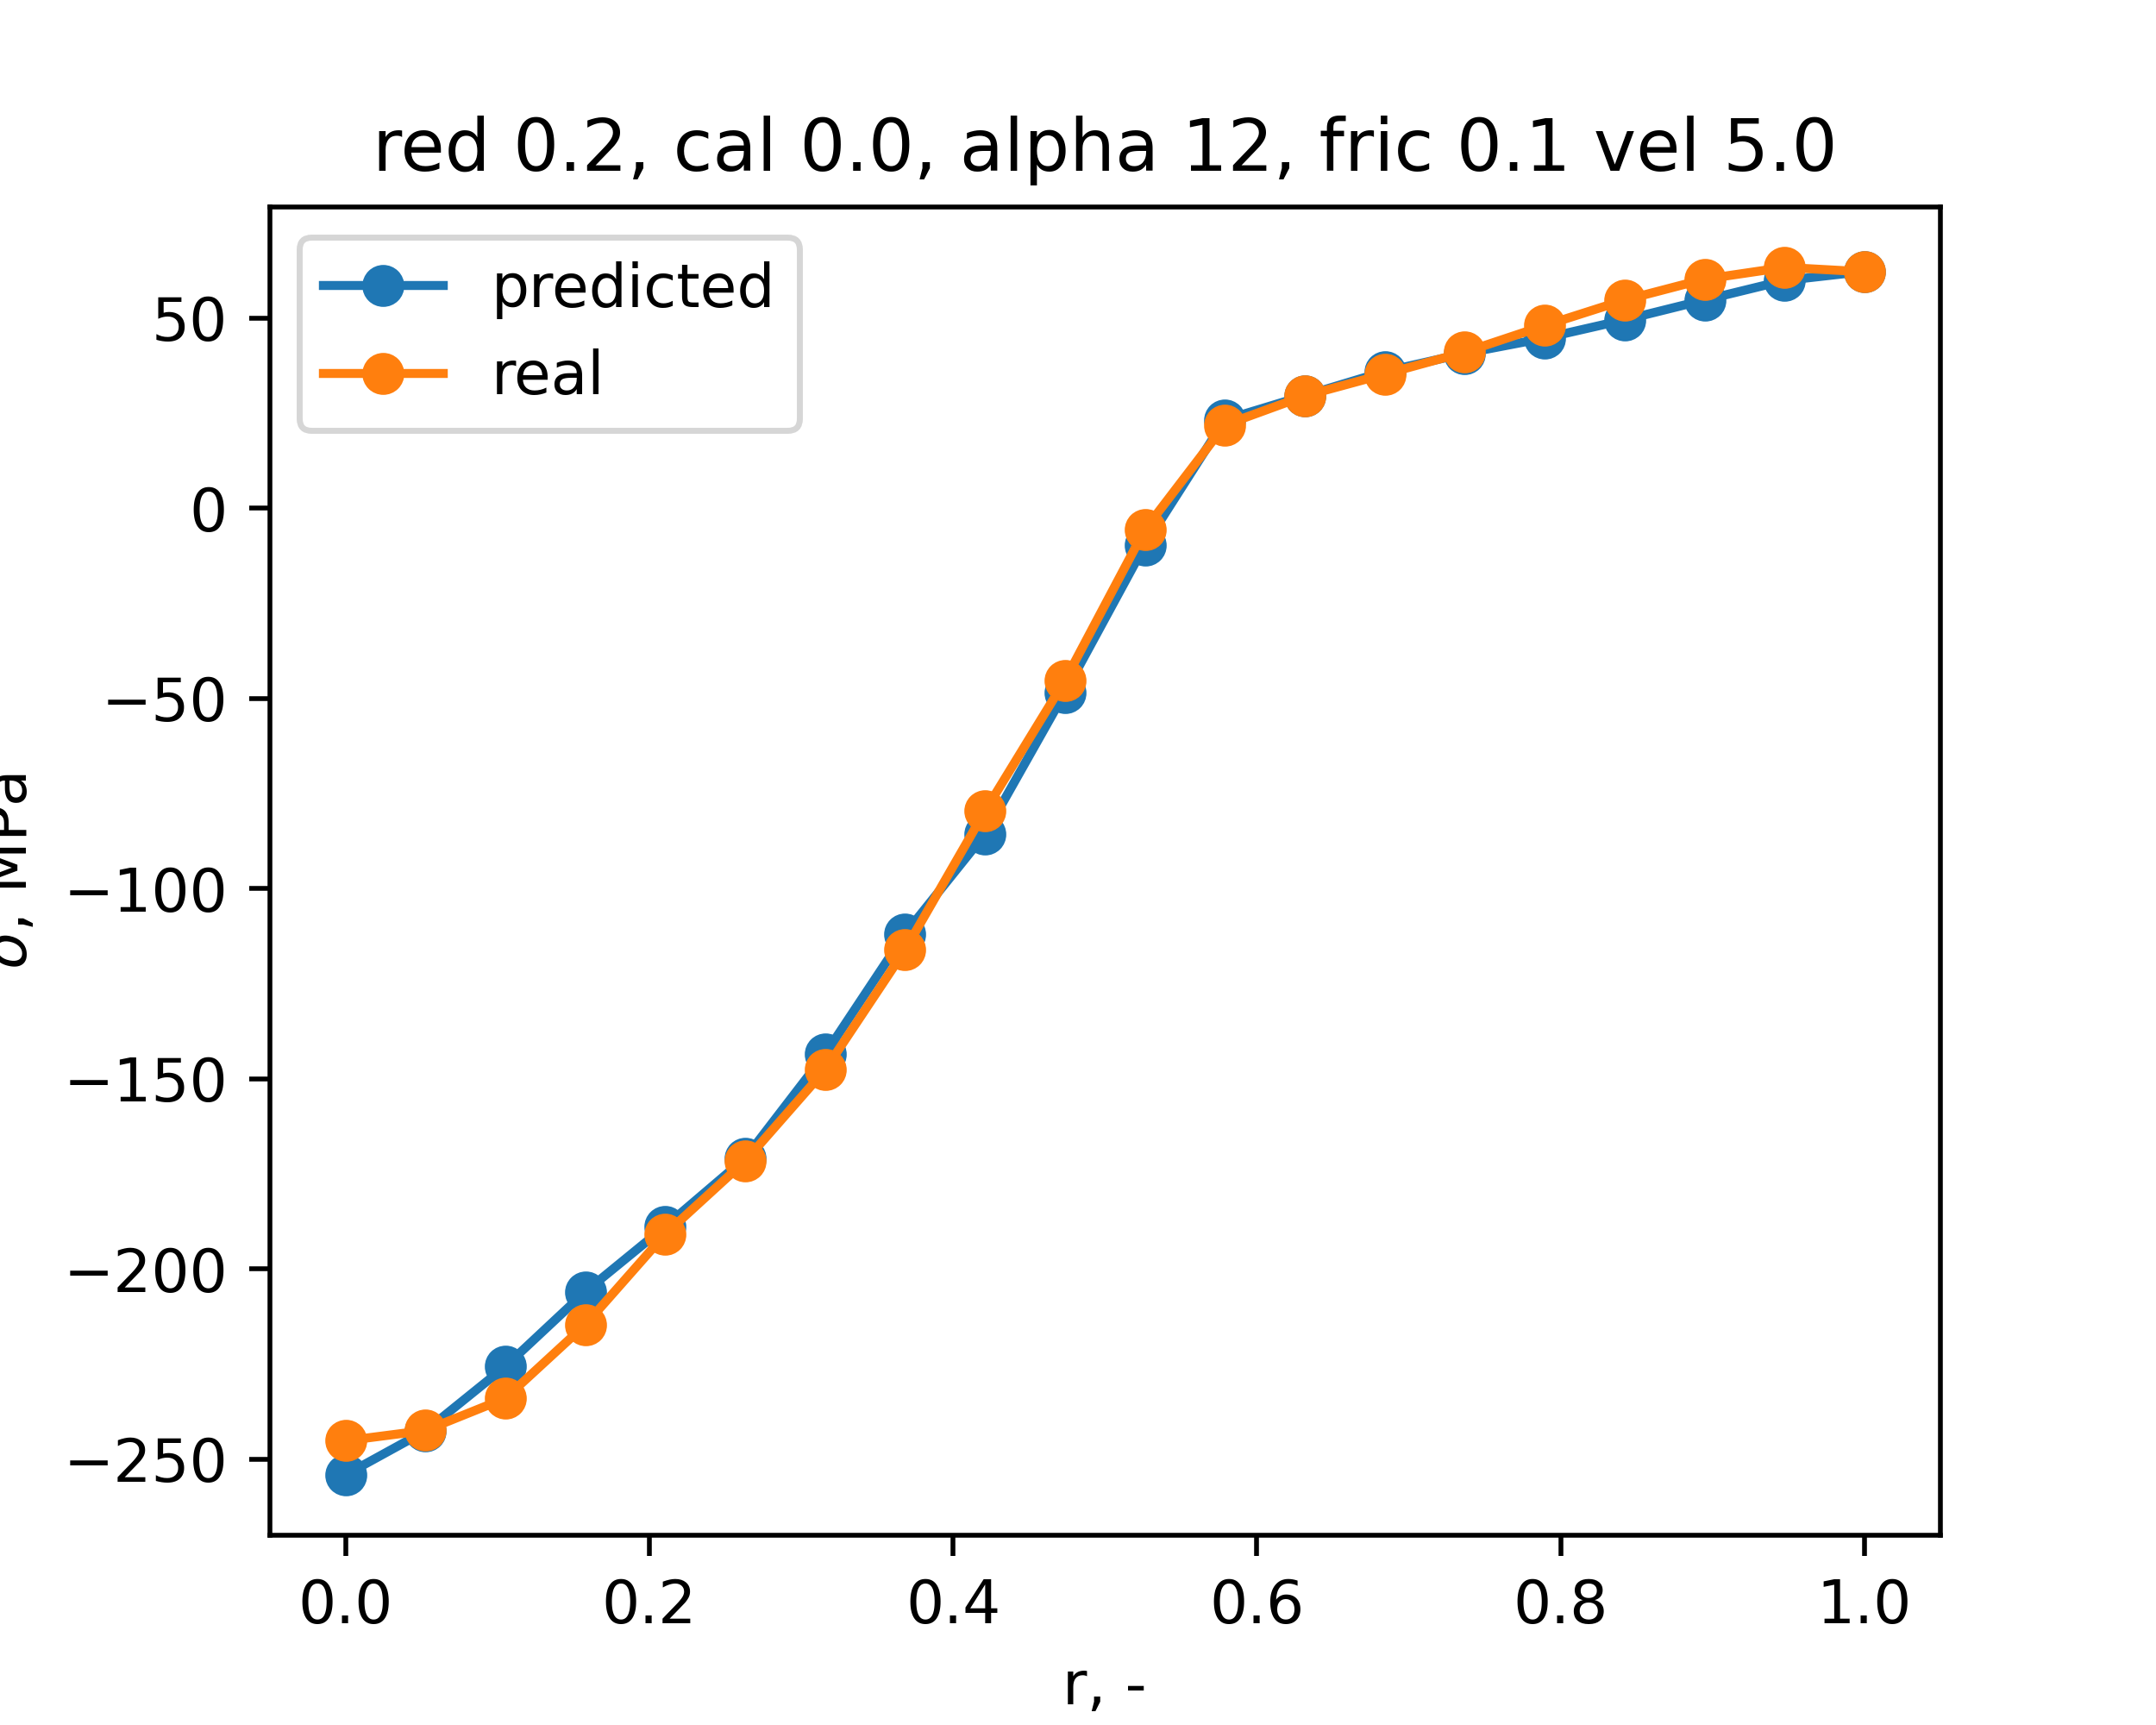 red 0.2, cal 0.0, alpha 12, fric 0.1 vel 5.0
predicted
real
50
0
−50
−100
−150
−200
−250
σ, MPa
0.0 0.2 0.4 0.6 0.8 1.0
r, -